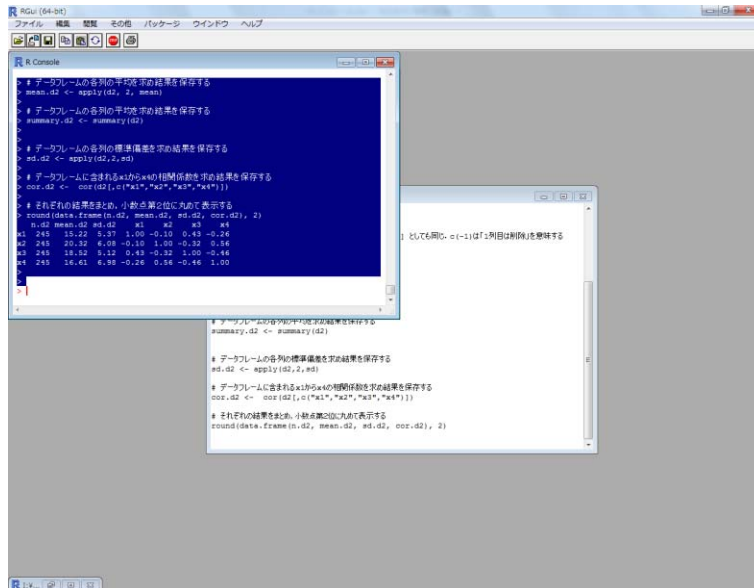 RGui (64-bit)
ファイル 編集 閲覧 その他 パッケージ ウインドウ ヘルプ
R Console
> # データフレームの各列の平均を求め結果を保存する
> mean.d2 <- apply(d2, 2, mean)
>
> # データフレームの各列の平均を求め結果を保存する
> summary.d2 <- summary(d2)
>
>
> # データフレームの各列の標準偏差を求め結果を保存する
> sd.d2 <- apply(d2,2,sd)
>
> # データフレームに含まれるx1からx4の相関係数を求め結果を保存する
> cor.d2 <- cor(d2[,c("x1","x2","x3","x4")])
>
> # それぞれの結果をまとめ，小数点第2位に丸めて表示する
> round(data.frame(n.d2, mean.d2, sd.d2, cor.d2), 2)
n.d2 mean.d2 sd.d2 x1 x2 x3 x4
x1 245 15.22 5.37 1.00 -0.10 0.43 -0.26
x2 245 20.32 6.08 -0.10 1.00 -0.32 0.56
x3 245 18.52 5.12 0.43 -0.32 1.00 -0.46
x4 245 16.61 6.98 -0.26 0.56 -0.46 1.00
>
>
> |
] としても同じ．c(-1)は「1列目は削除」を意味する
# データフレームの各列の平均を求め結果を保存する
summary.d2 <- summary(d2)
# データフレームの各列の標準偏差を求め結果を保存する
sd.d2 <- apply(d2,2,sd)
# データフレームに含まれるx1からx4の相関係数を求め結果を保存する
cor.d2 <- cor(d2[,c("x1","x2","x3","x4")])
# それぞれの結果をまとめ，小数点第2位に丸めて表示する
round(data.frame(n.d2, mean.d2, sd.d2, cor.d2), 2)